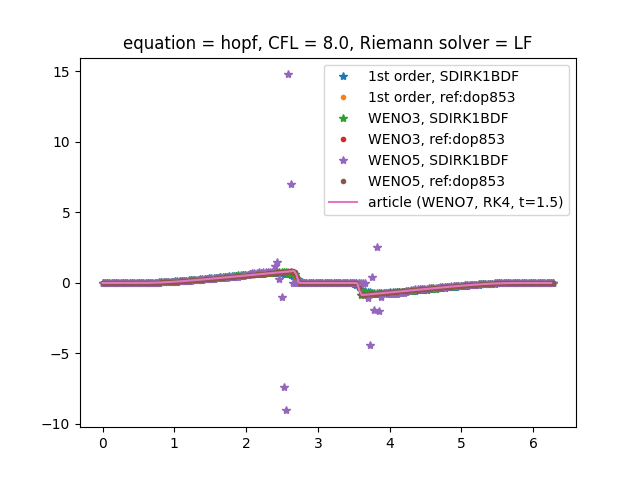 equation = hopf, CFL = 8.0, Riemann solver = LF
15
10
5
0
−5
−10
1st order, SDIRK1BDF
1st order, ref:dop853
WENO3, SDIRK1BDF
WENO3, ref:dop853
WENO5, SDIRK1BDF
WENO5, ref:dop853
article (WENO7, RK4, t=1.5)
0 1 2 3 4 5 6